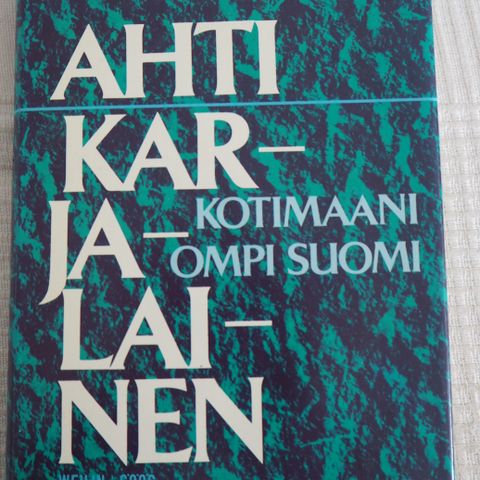 AHTI
KAR–
JA–
LAI–
NEN
KOTIMAANI
OMPI SUOMI